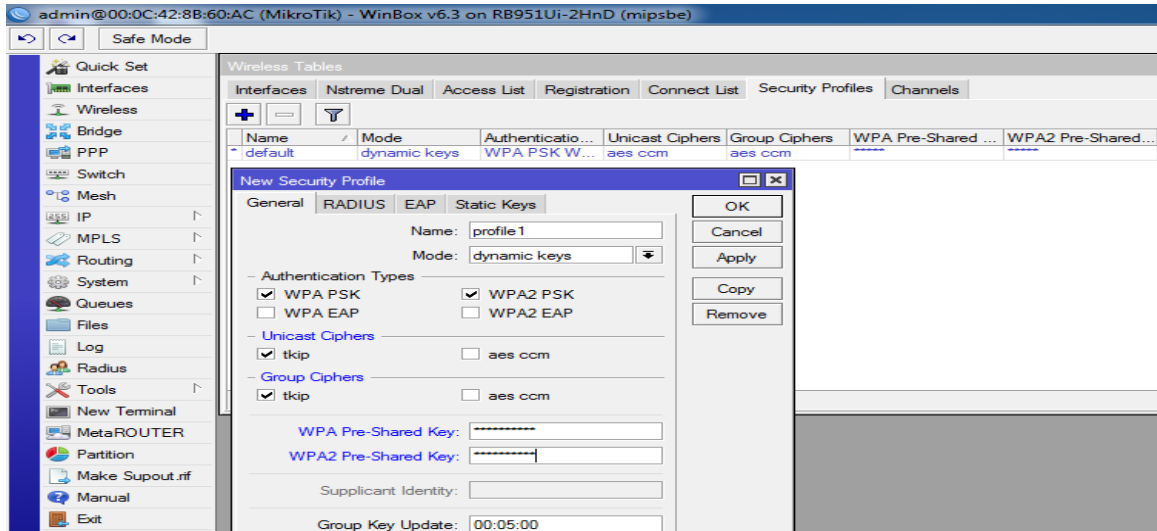 admin@00:0C:42:8B:60:AC (MikroTik) - WinBox v6.3 on RB951Ui-2HnD (mipsbe)
Safe Mode
Quick Set
Interfaces
Wireless
Bridge
PPP
Switch
Mesh
IP
MPLS
Routing
System
Queues
Files
Log
Radius
Tools
New Terminal
MetaROUTER
Partition
Make Supout.rif
Manual
Exit
Wireless Tables
Interfaces Nstreme Dual Access List Registration Connect List Security Profiles Channels
Name / Mode Authenticatio... Unicast Ciphers Group Ciphers WPA Pre-Shared ... WPA2 Pre-Shared...
* default dynamic keys WPA PSK W... aes ccm aes ccm ***** *****
New Security Profile
General RADIUS EAP Static Keys
OK
Cancel
Apply
Copy
Remove
Name: profile1
Mode: dynamic keys
Authentication Types
WPA PSK WPA2 PSK
WPA EAP WPA2 EAP
Unicast Ciphers
tkip aes ccm
Group Ciphers
tkip aes ccm
WPA Pre-Shared Key: **********
WPA2 Pre-Shared Key: **********
Supplicant Identity:
Group Key Update: 00:05:00